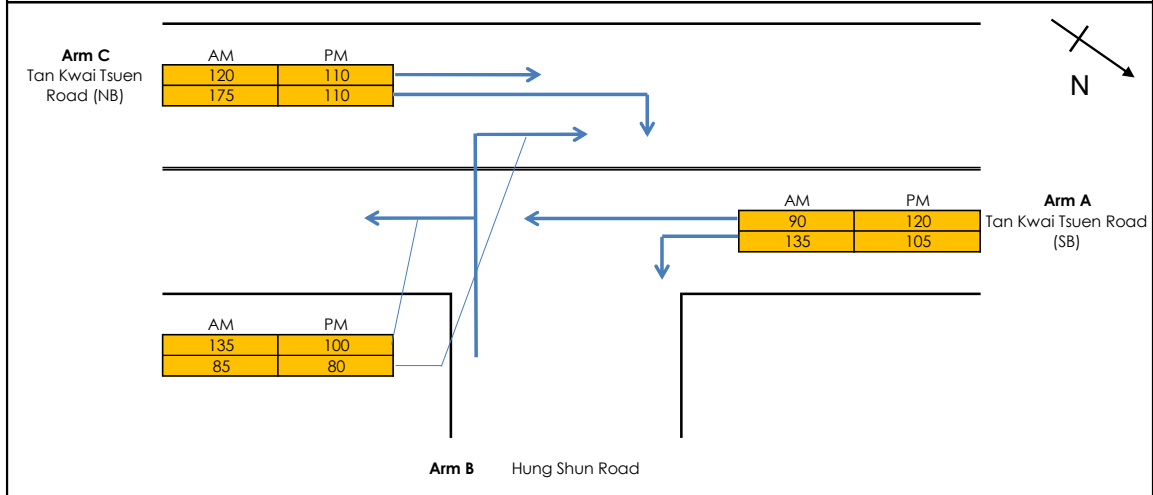 Arm C
Tan Kwai Tsuen
Road (NB)
AM PM
120 110
175 110
N
AM PM
90 120
135 105
Arm A
Tan Kwai Tsuen Road
(SB)
AM PM
135 100
85 80
Arm B Hung Shun Road